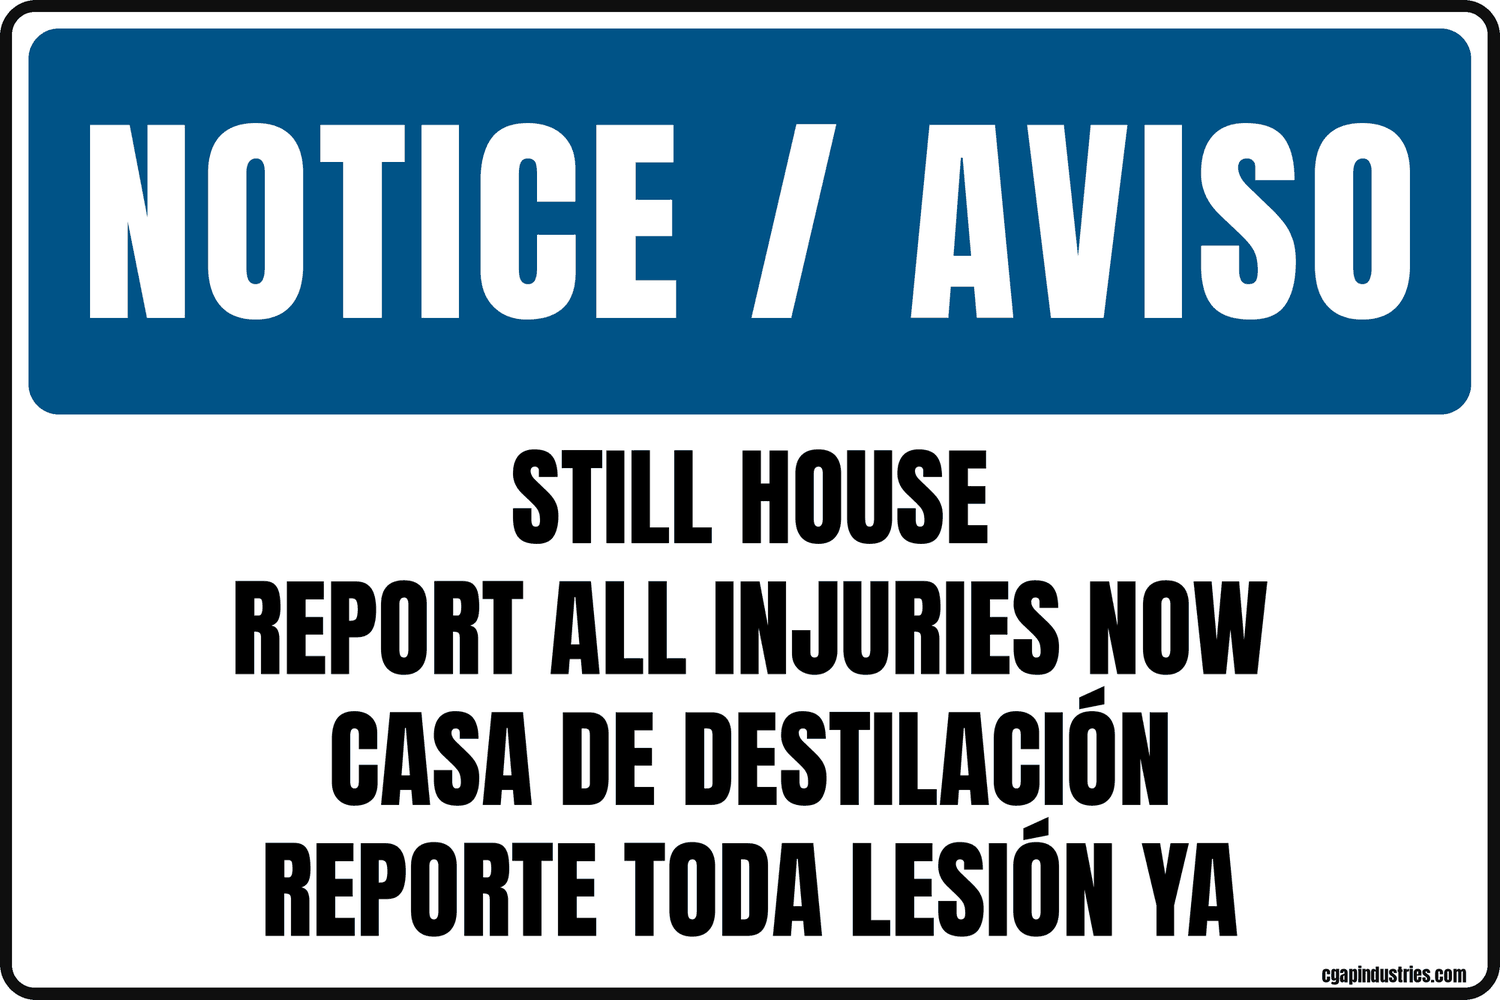 NOTICE / AVISO
STILL HOUSE
REPORT ALL INJURIES NOW
CASA DE DESTILACIÓN
REPORTE TODA LESIÓN YA
cgapindustries.com